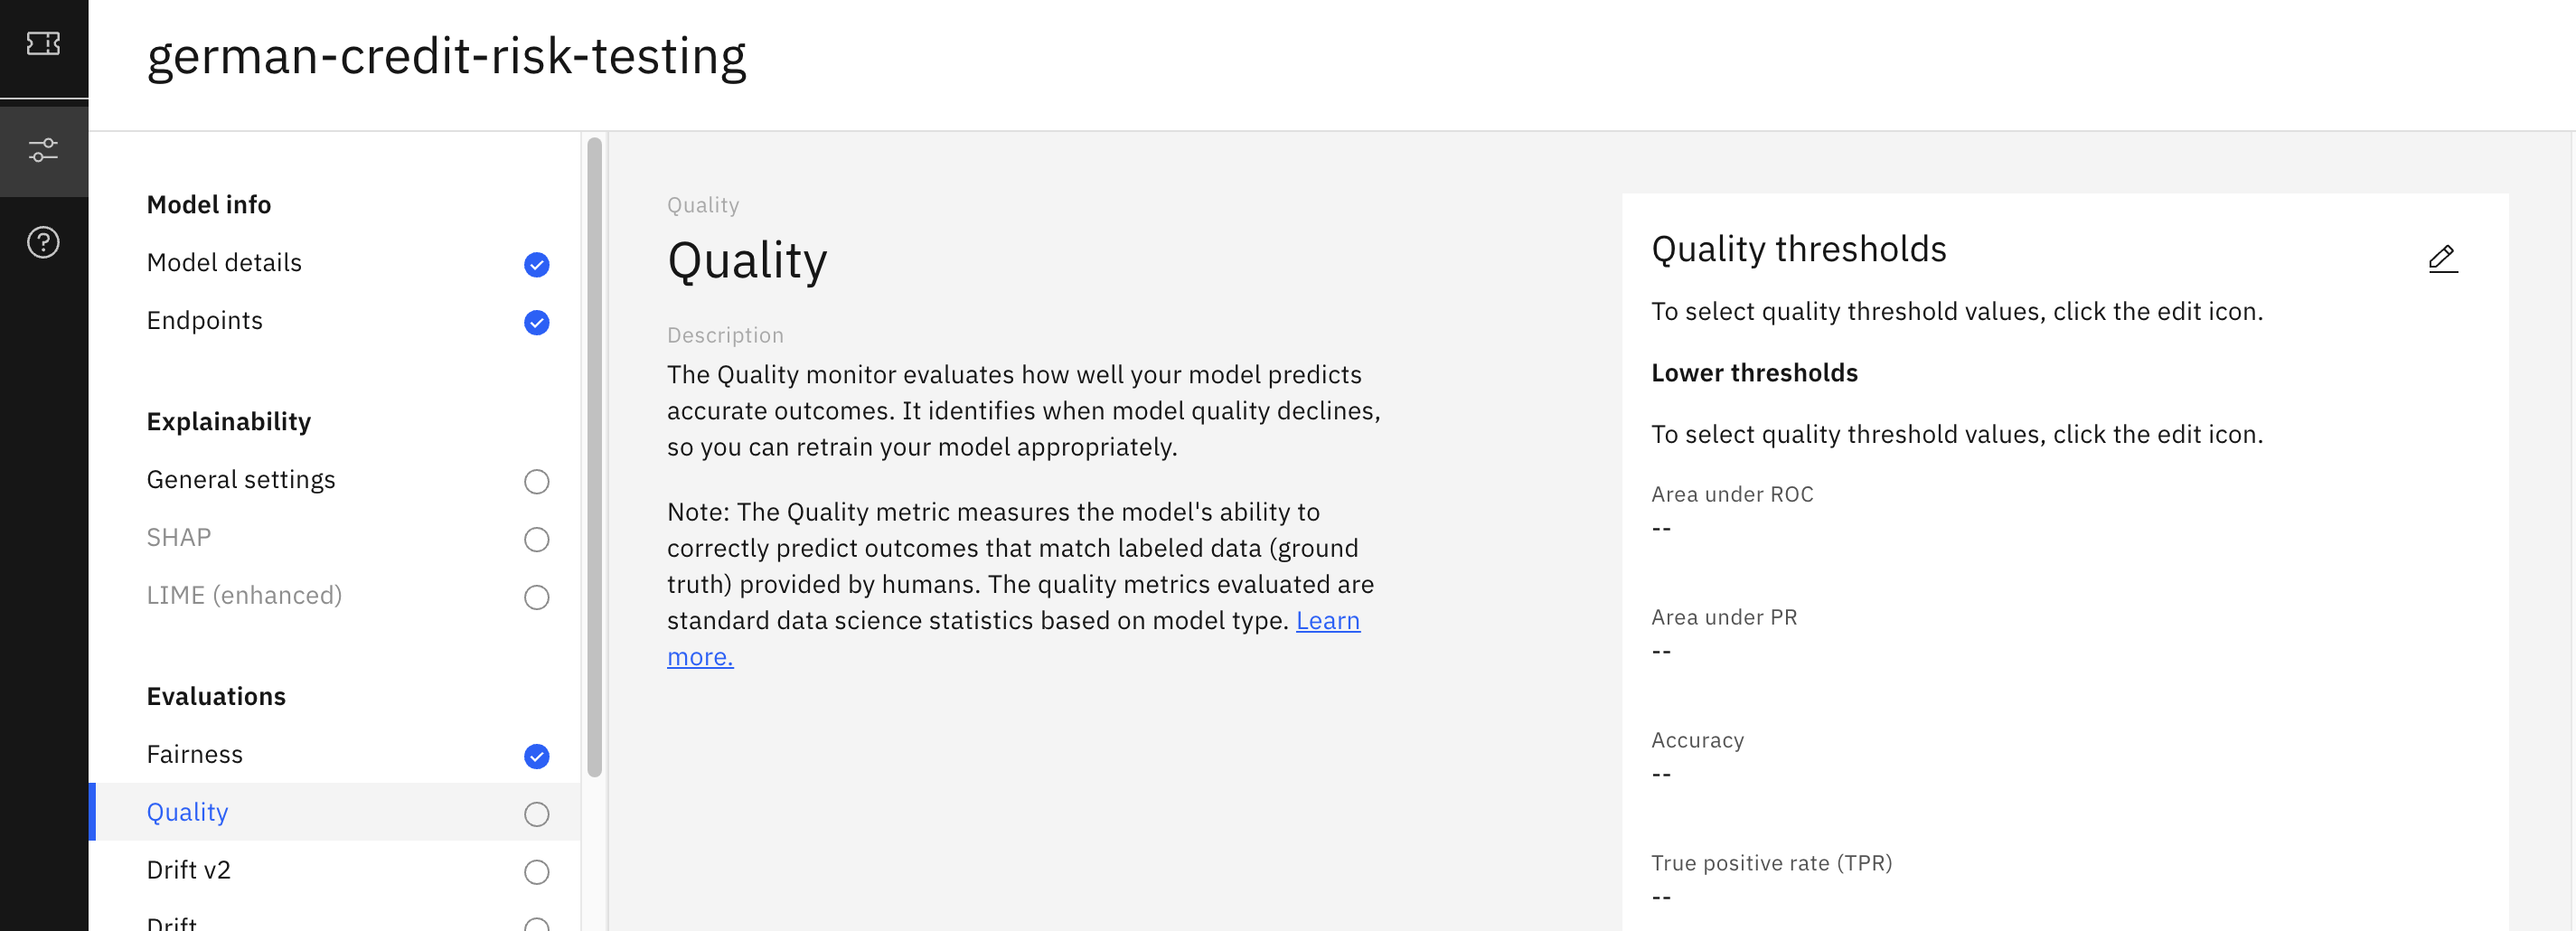 german-credit-risk-testing
Model info
Model details
Endpoints
Explainability
General settings
SHAP
LIME (enhanced)
Evaluations
Fairness
Quality
Drift v2
Drift
Quality
Quality
Description
The Quality monitor evaluates how well your model predicts
accurate outcomes. It identifies when model quality declines,
so you can retrain your model appropriately.
Note: The Quality metric measures the model's ability to
correctly predict outcomes that match labeled data (ground
truth) provided by humans. The quality metrics evaluated are
standard data science statistics based on model type. Learn
more.
Quality thresholds
To select quality threshold values, click the edit icon.
Lower thresholds
To select quality threshold values, click the edit icon.
Area under ROC
--
Area under PR
--
Accuracy
--
True positive rate (TPR)
--